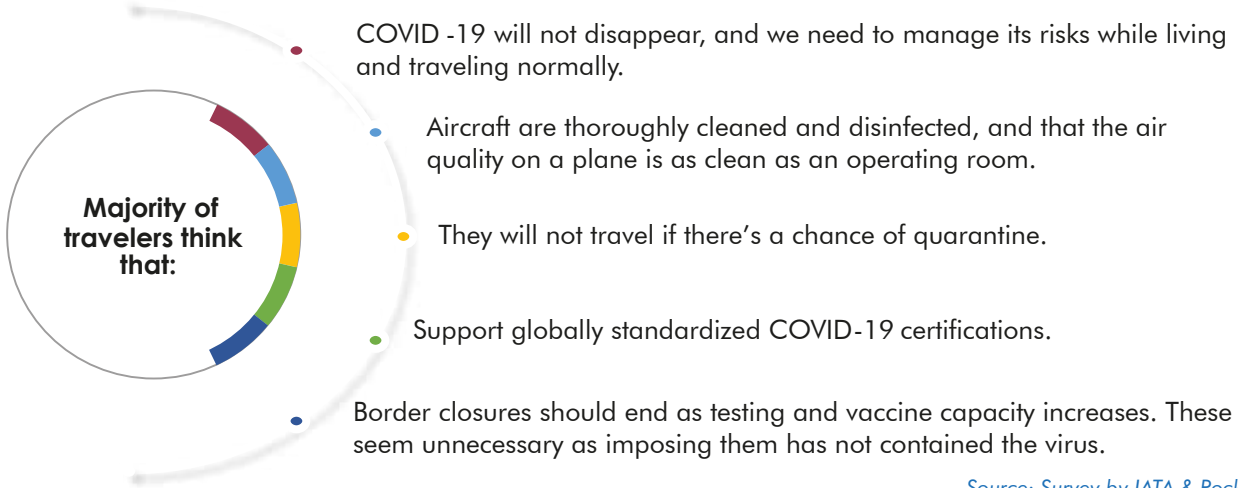 COVID -19 will not disappear, and we need to manage its risks while living
and traveling normally.
Aircraft are thoroughly cleaned and disinfected, and that the air
quality on a plane is as clean as an operating room.
Majority of
travelers think
that:
They will not travel if there's a chance of quarantine.
Support globally standardized COVID-19 certifications.
Border closures should end as testing and vaccine capacity increases. These
seem unnecessary as imposing them has not contained the virus.
Source: Survey by IATA &